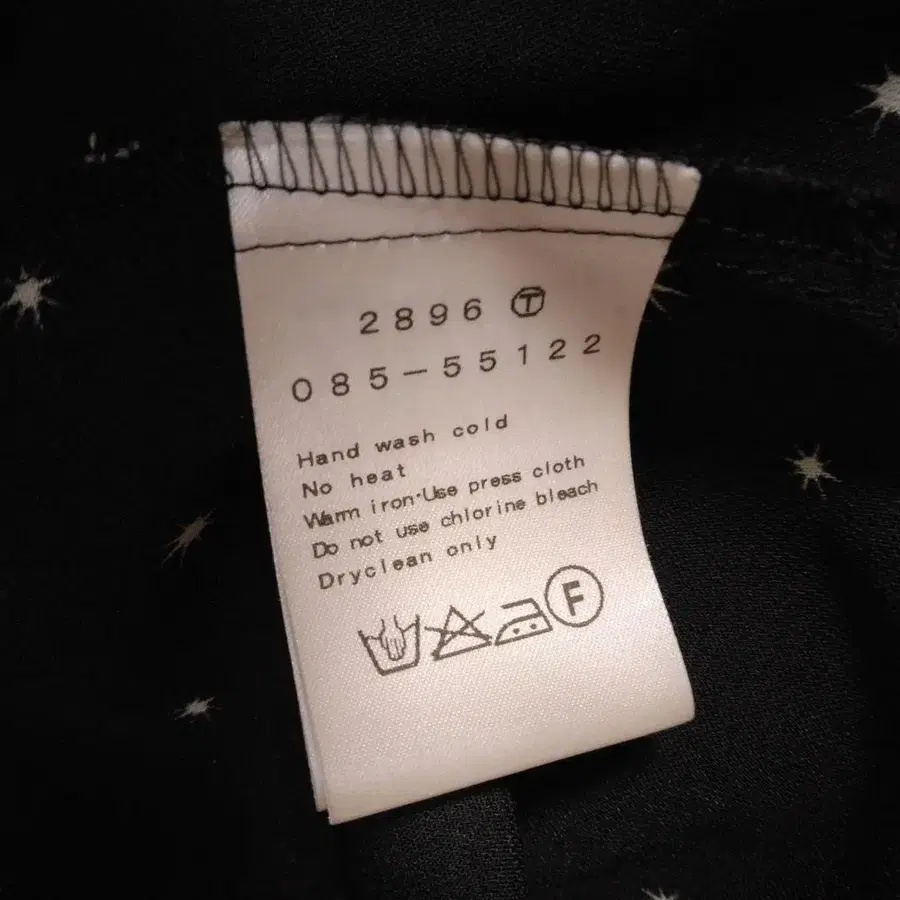 2896 Ⓣ
085-55122
Hand wash cold
No heat
Warm iron·Use press cloth
Do not use chlorine bleach
Dryclean only
F